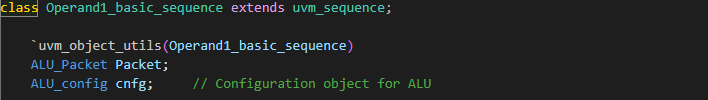 class Operand1_basic_sequence extends uvm_sequence;
`uvm_object_utils(Operand1_basic_sequence)
ALU_Packet Packet;
ALU_config cnfg;     // Configuration object for ALU